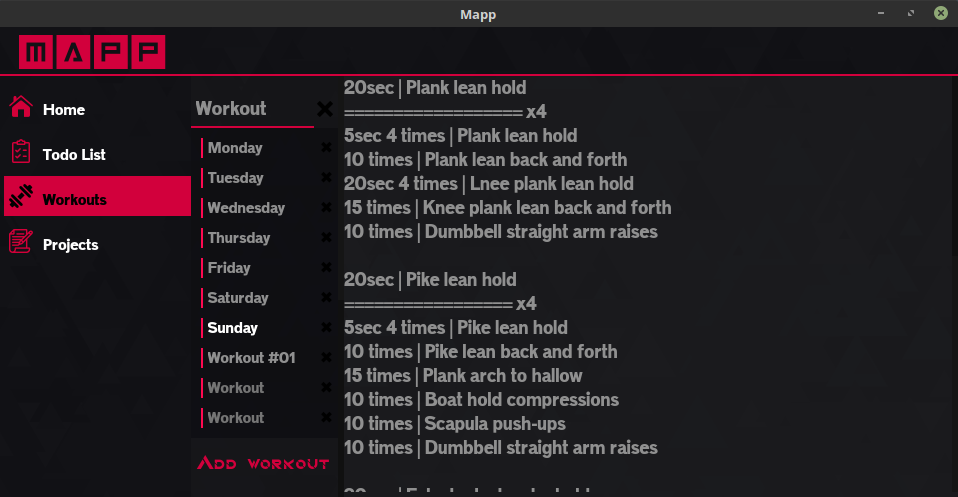 Mapp
MAPP
Home
Todo List
Workouts
Projects
Workout
Monday
Tuesday
Wednesday
Thursday
Friday
Saturday
Sunday
Workout #01
Workout
Workout
Add workout
20sec | Plank lean hold
================== x4
5sec 4 times | Plank lean hold
10 times | Plank lean back and forth
20sec 4 times | Lnee plank lean hold
15 times | Knee plank lean back and forth
10 times | Dumbbell straight arm raises
20sec | Pike lean hold
================= x4
5sec 4 times | Pike lean hold
10 times | Pike lean back and forth
15 times | Plank arch to hallow
10 times | Boat hold compressions
10 times | Scapula push-ups
10 times | Dumbbell straight arm raises